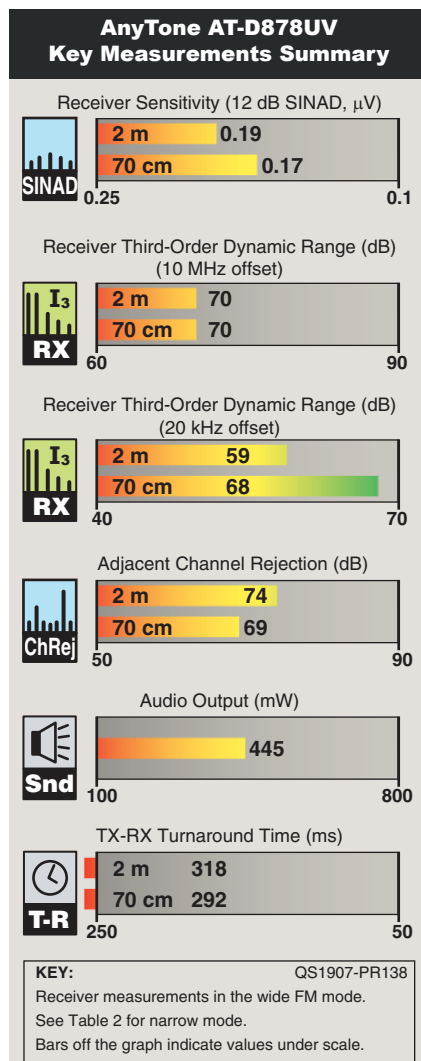 AnyTone AT-D878UV
Key Measurements Summary
Receiver Sensitivity (12 dB SINAD, μV)
SINAD
2 m 0.19
70 cm 0.17
0.25 0.1
Receiver Third-Order Dynamic Range (dB)
(10 MHz offset)
I₃
RX
2 m 70
70 cm 70
60 90
Receiver Third-Order Dynamic Range (dB)
(20 kHz offset)
I₃
RX
2 m 59
70 cm 68
40 70
Adjacent Channel Rejection (dB)
ChRej
2 m 74
70 cm 69
50 90
Audio Output (mW)
445
Snd
100 800
TX-RX Turnaround Time (ms)
2 m 318
70 cm 292
T-R
250 50
KEY: QS1907-PR138
Receiver measurements in the wide FM mode.
See Table 2 for narrow mode.
Bars off the graph indicate values under scale.